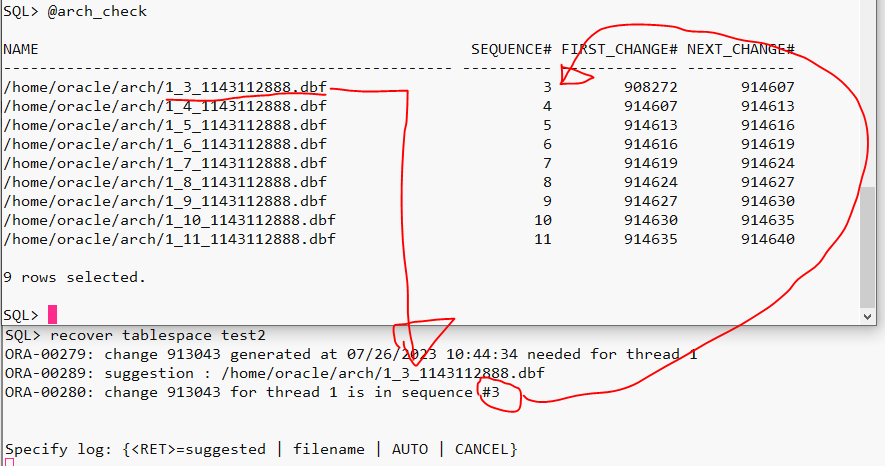 SQL> @arch_check
NAME SEQUENCE# FIRST_CHANGE# NEXT_CHANGE#
------------------------------------------------ ---------- ------------- ------------
/home/oracle/arch/1_3_1143112888.dbf 3 908272 914607
/home/oracle/arch/1_4_1143112888.dbf 4 914607 914613
/home/oracle/arch/1_5_1143112888.dbf 5 914613 914616
/home/oracle/arch/1_6_1143112888.dbf 6 914616 914619
/home/oracle/arch/1_7_1143112888.dbf 7 914619 914624
/home/oracle/arch/1_8_1143112888.dbf 8 914624 914627
/home/oracle/arch/1_9_1143112888.dbf 9 914627 914630
/home/oracle/arch/1_10_1143112888.dbf 10 914630 914635
/home/oracle/arch/1_11_1143112888.dbf 11 914635 914640
9 rows selected.
SQL>
SQL> recover tablespace test2
ORA-00279: change 913043 generated at 07/26/2023 10:44:34 needed for thread 1
ORA-00289: suggestion : /home/oracle/arch/1_3_1143112888.dbf
ORA-00280: change 913043 for thread 1 is in sequence #3
Specify log: {<RET>=suggested | filename | AUTO | CANCEL}